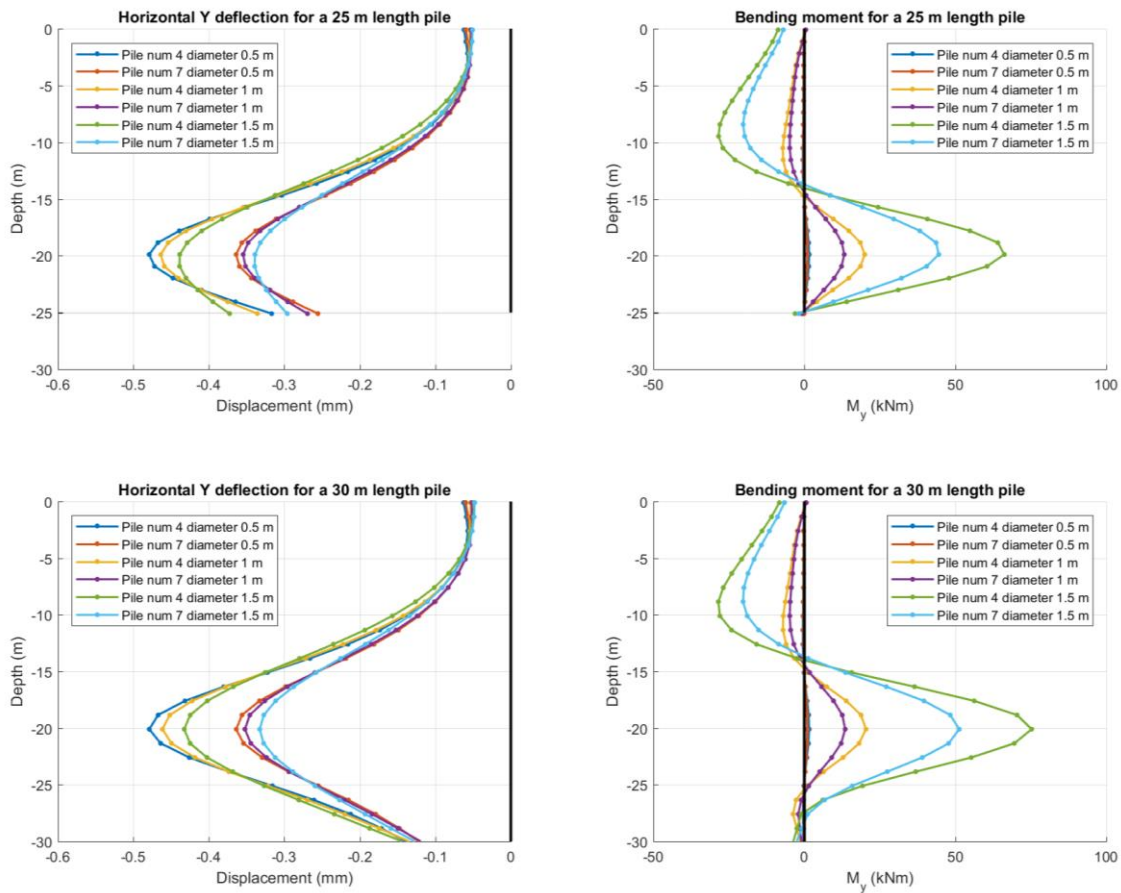 Horizontal Y deflection for a 25 m length pile
0
-5
-10
-15
-20
-25
-30
Depth (m)
Pile num 4 diameter 0.5 m
Pile num 7 diameter 0.5 m
Pile num 4 diameter 1 m
Pile num 7 diameter 1 m
Pile num 4 diameter 1.5 m
Pile num 7 diameter 1.5 m
-0.6 -0.5 -0.4 -0.3 -0.2 -0.1 0
Displacement (mm)
Bending moment for a 25 m length pile
0
-5
-10
-15
-20
-25
-30
Depth (m)
Pile num 4 diameter 0.5 m
Pile num 7 diameter 0.5 m
Pile num 4 diameter 1 m
Pile num 7 diameter 1 m
Pile num 4 diameter 1.5 m
Pile num 7 diameter 1.5 m
-50 0 50 100
M_y (kNm)
Horizontal Y deflection for a 30 m length pile
0
-5
-10
-15
-20
-25
-30
Depth (m)
Pile num 4 diameter 0.5 m
Pile num 7 diameter 0.5 m
Pile num 4 diameter 1 m
Pile num 7 diameter 1 m
Pile num 4 diameter 1.5 m
Pile num 7 diameter 1.5 m
-0.6 -0.5 -0.4 -0.3 -0.2 -0.1 0
Displacement (mm)
Bending moment for a 30 m length pile
0
-5
-10
-15
-20
-25
-30
Depth (m)
Pile num 4 diameter 0.5 m
Pile num 7 diameter 0.5 m
Pile num 4 diameter 1 m
Pile num 7 diameter 1 m
Pile num 4 diameter 1.5 m
Pile num 7 diameter 1.5 m
-50 0 50 100
M_y (kNm)